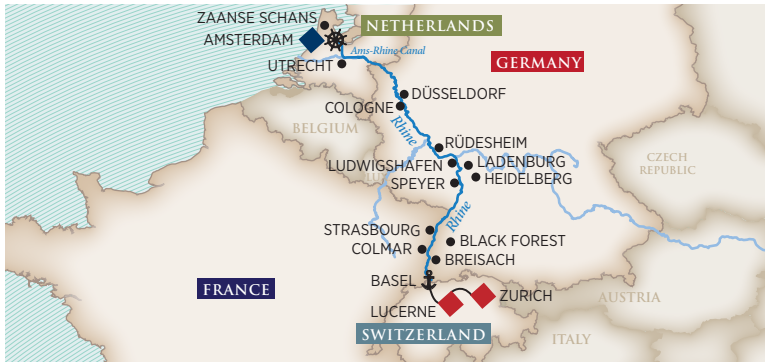 ZAANSE SCHANS
NETHERLANDS
AMSTERDAM
Ams-Rhine Canal
UTRECHT
GERMANY
DÜSSELDORF
COLOGNE
BELGIUM
Rhine
RÜDESHEIM
LUDWIGSHAFEN
LADENBURG
CZECH
REPUBLIC
HEIDELBERG
SPEYER
Rhine
STRASBOURG
BLACK FOREST
COLMAR
BREISACH
BASEL
FRANCE
ZURICH
AUSTRIA
LUCERNE
SWITZERLAND
ITALY